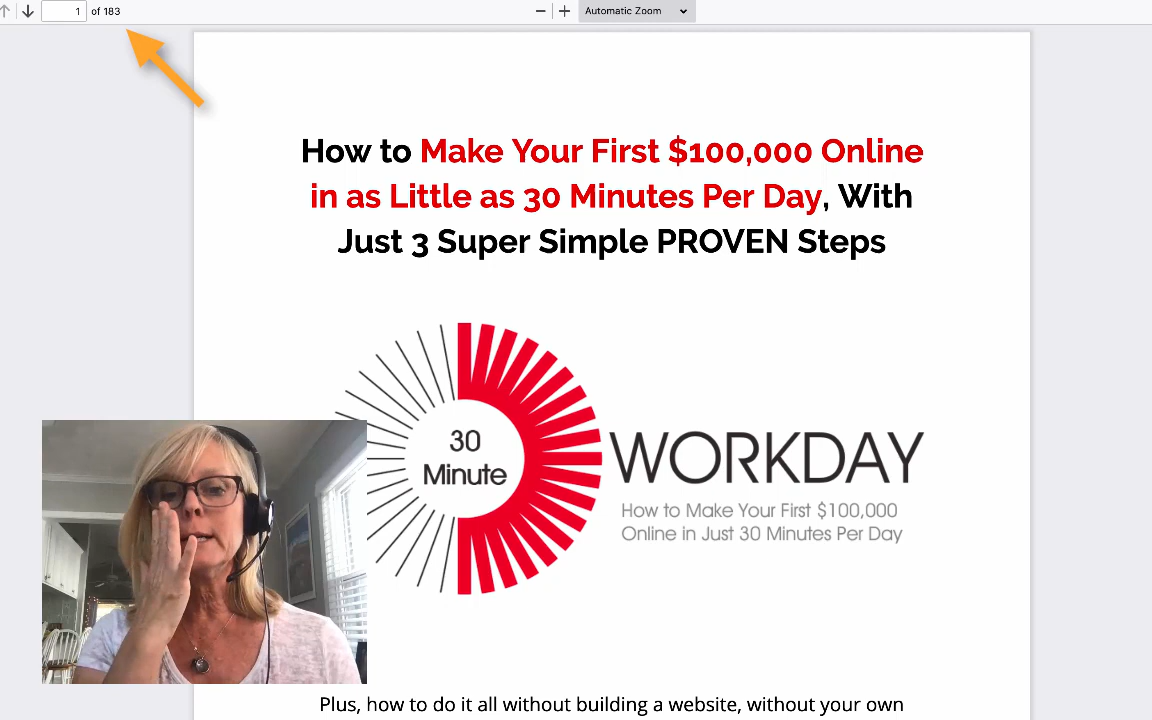 1 of 183
Automatic Zoom
How to Make Your First $100,000 Online
in as Little as 30 Minutes Per Day, With
Just 3 Super Simple PROVEN Steps
30
Minute
WORKDAY
How to Make Your First $100,000
Online in Just 30 Minutes Per Day
Plus, how to do it all without building a website, without your own